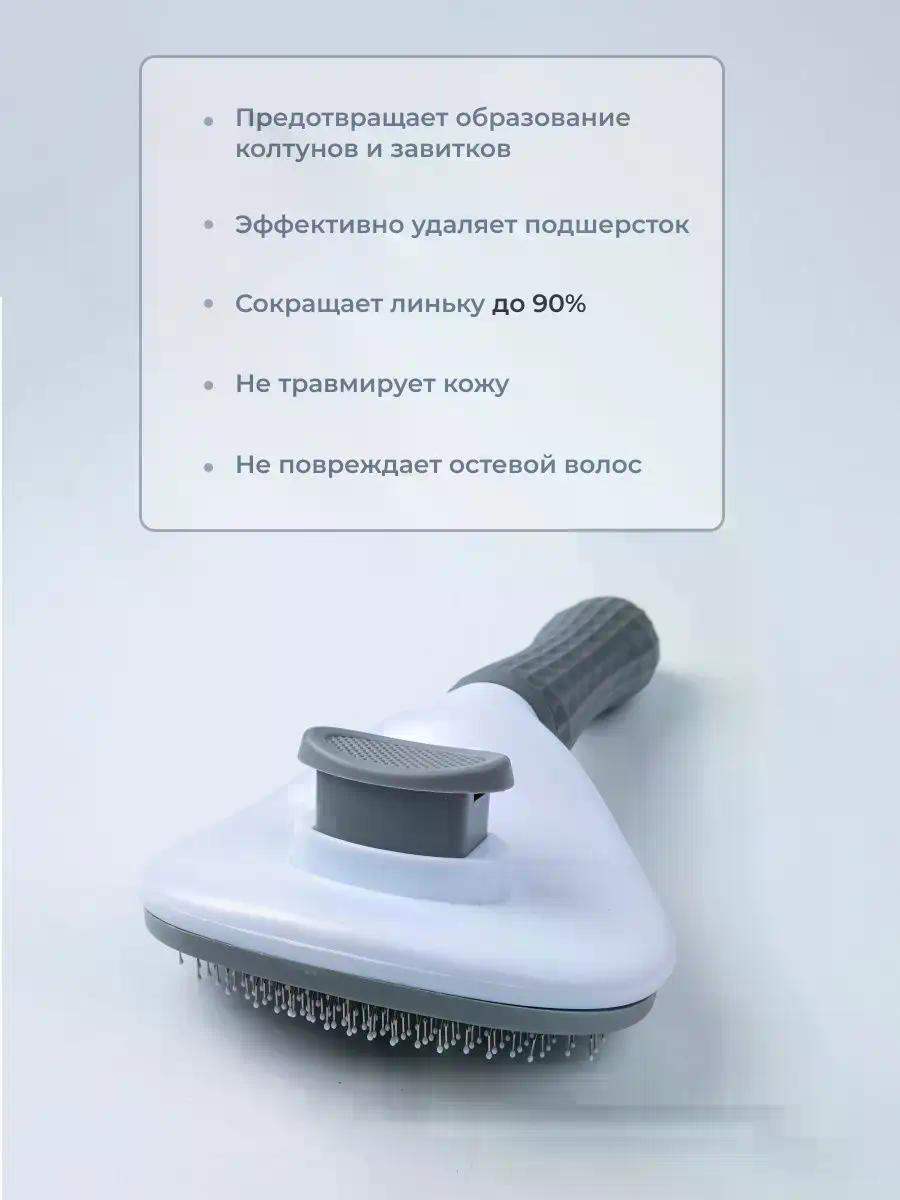 Предотвращает образование
колтунов и завитков
Эффективно удаляет подшерсток
Сокращает линьку до 90%
Не травмирует кожу
Не повреждает остевой волос